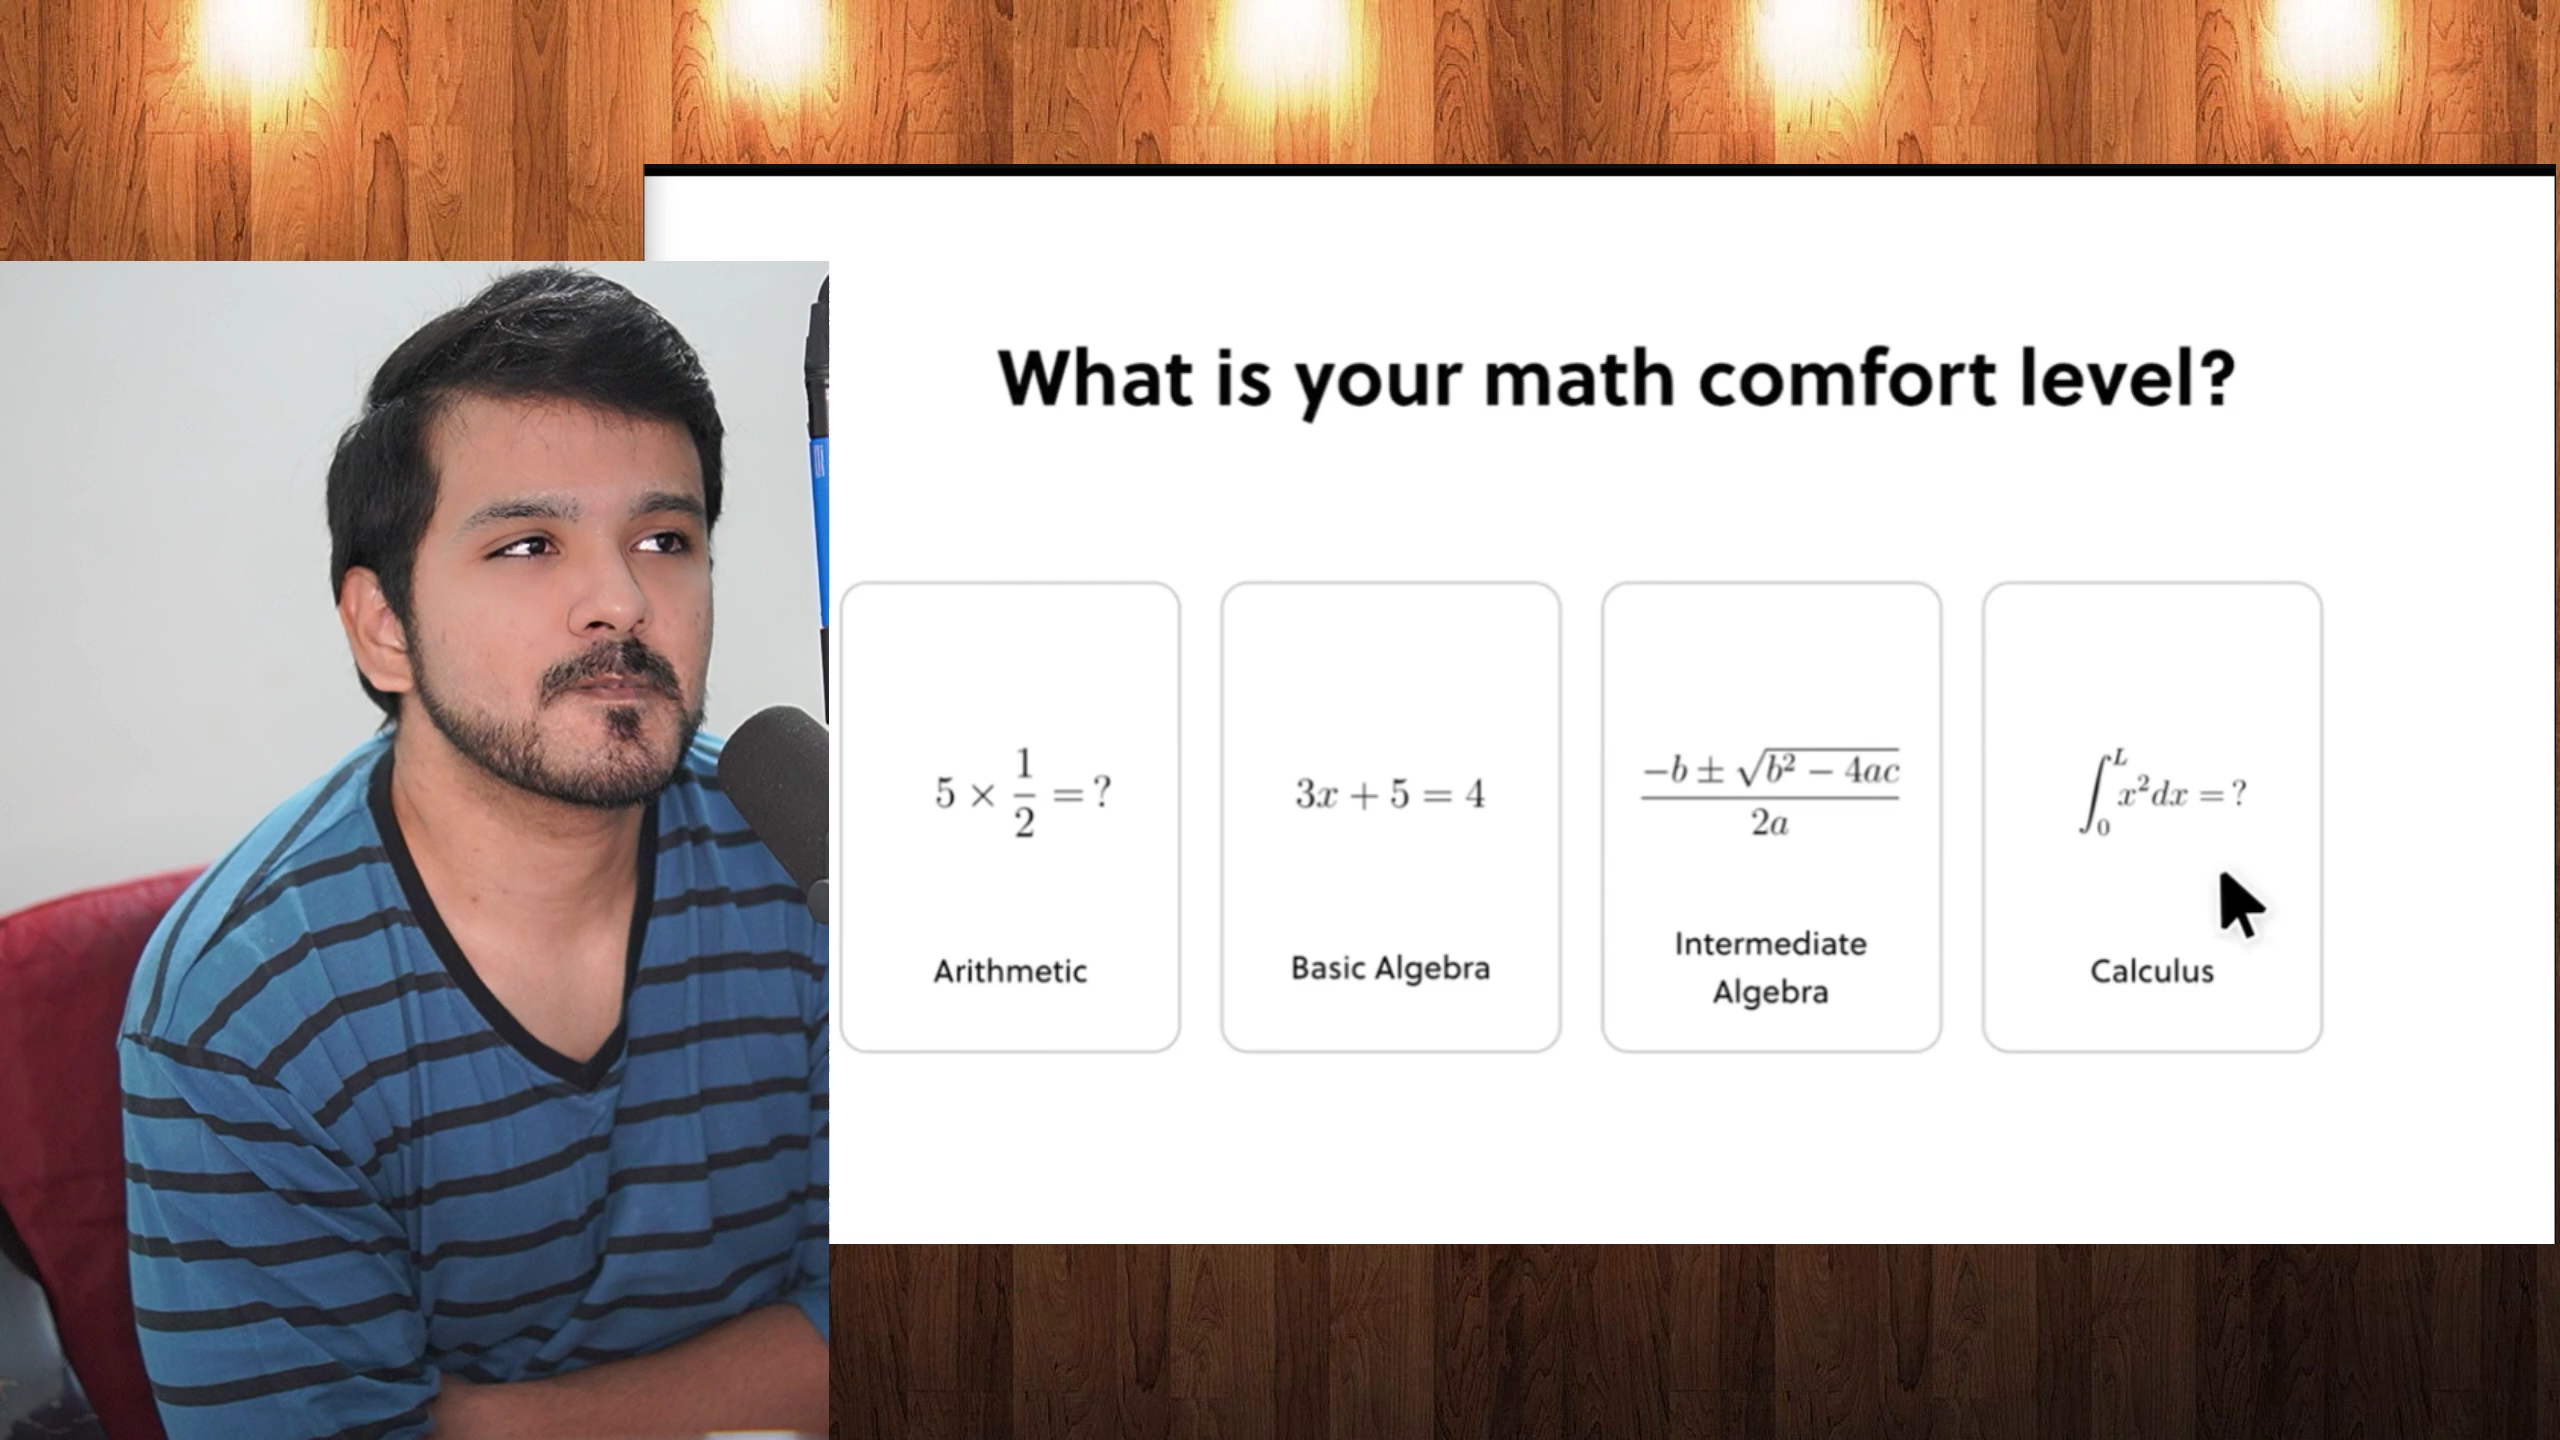 What is your math comfort level?
5 × 1/2 = ?
3x + 5 = 4
−b ± √(b² − 4ac) / 2a
∫₀ᴸ x²dx = ?
Arithmetic
Basic Algebra
Intermediate
Algebra
Calculus